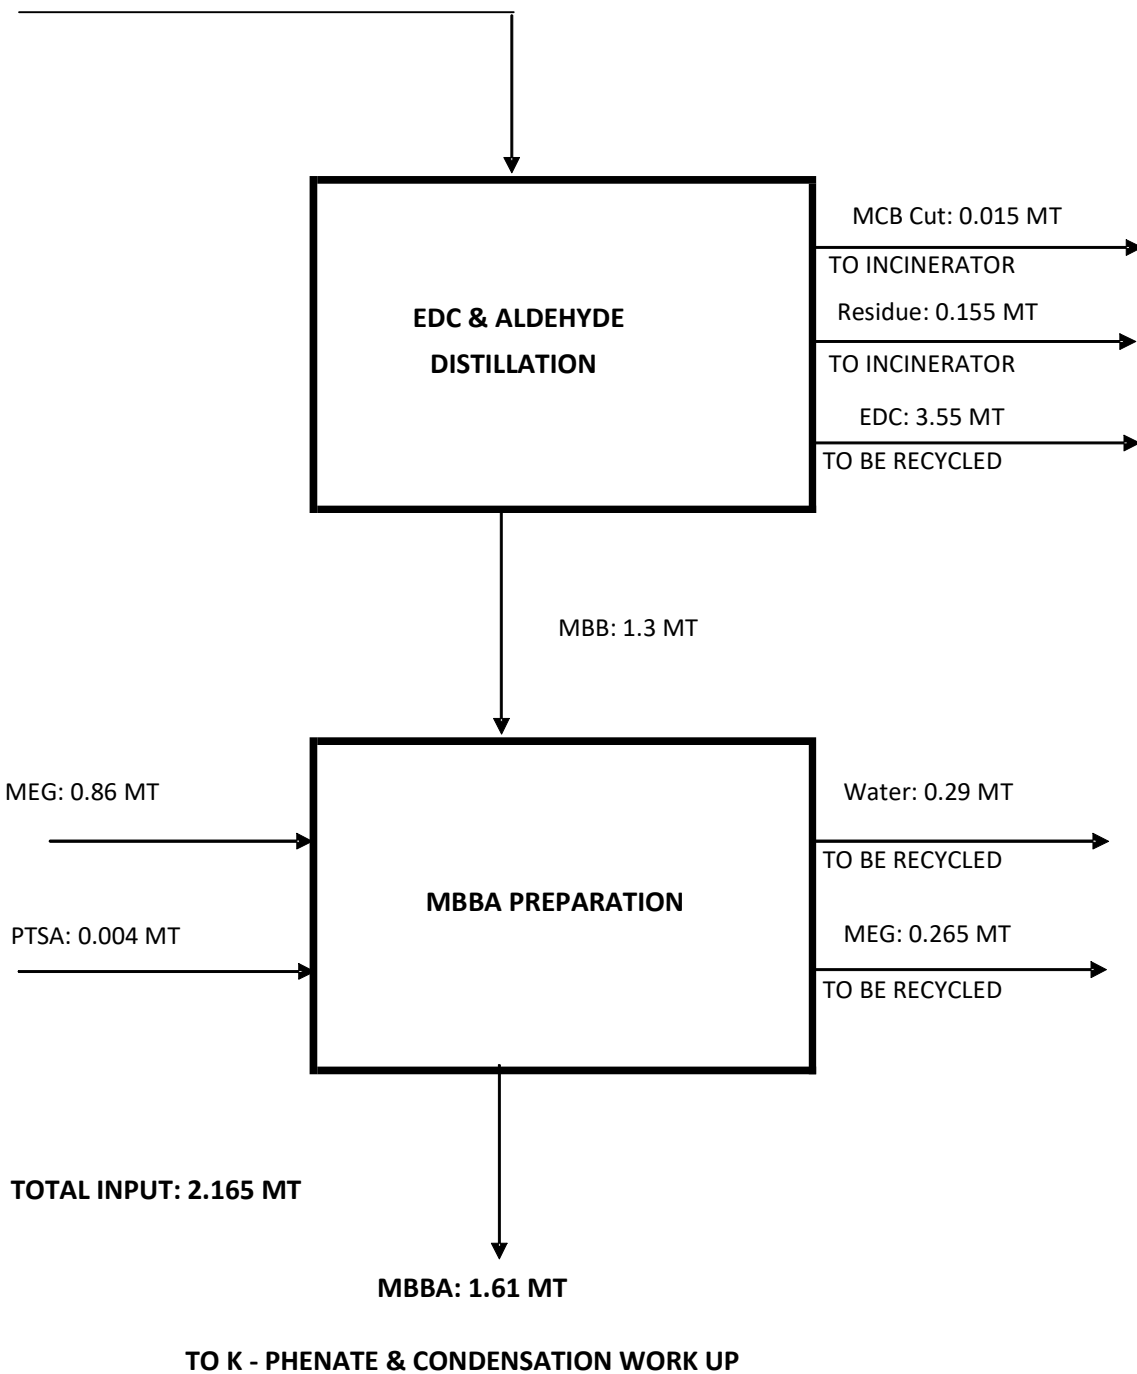 MCB Cut: 0.015 MT
TO INCINERATOR
Residue: 0.155 MT
EDC & ALDEHYDE
DISTILLATION
TO INCINERATOR
EDC: 3.55 MT
TO BE RECYCLED
MBB: 1.3 MT
MEG: 0.86 MT
Water: 0.29 MT
TO BE RECYCLED
MBBA PREPARATION
PTSA: 0.004 MT
MEG: 0.265 MT
TO BE RECYCLED
TOTAL INPUT: 2.165 MT
MBBA: 1.61 MT
TO K - PHENATE & CONDENSATION WORK UP